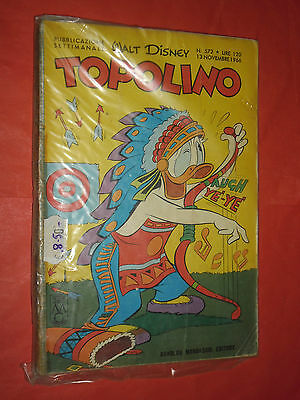 PUBBLICAZIONE
SETTIMANALE
WALT DISNEY
N. 572 • LIRE 120
13 NOVEMBRE 1966
TOPOLINO
AUGH
YE-YE'
ARNOLDO MONDADORI EDITORE